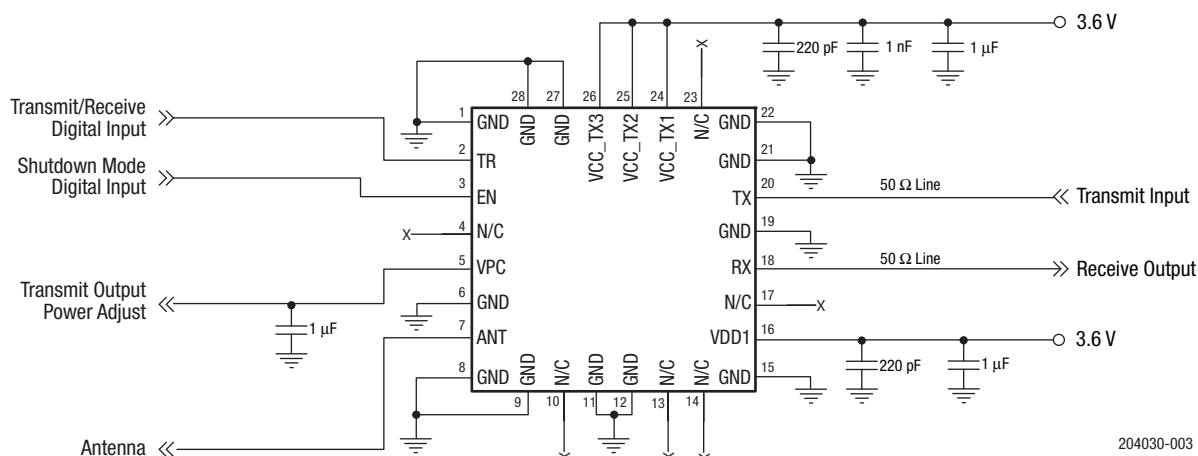 3.6 V
220 pF
1 nF
1 μF
X
28
27
26
25
24
23
Transmit/Receive
Digital Input
1
GND
GND
GND
VCC_TX3
VCC_TX2
VCC_TX1
N/C
GND
22
2
TR
GND
21
Shutdown Mode
Digital Input
3
EN
TX
20
50 Ω Line
Transmit Input
X
4
N/C
GND
19
Transmit Output
Power Adjust
5
VPC
RX
18
50 Ω Line
Receive Output
1 μF
6
GND
N/C
17
X
7
ANT
VDD1
16
3.6 V
220 pF
1 μF
8
GND
GND
N/C
GND
GND
N/C
N/C
GND
15
9
10
11
12
13
14
Antenna
204030-003